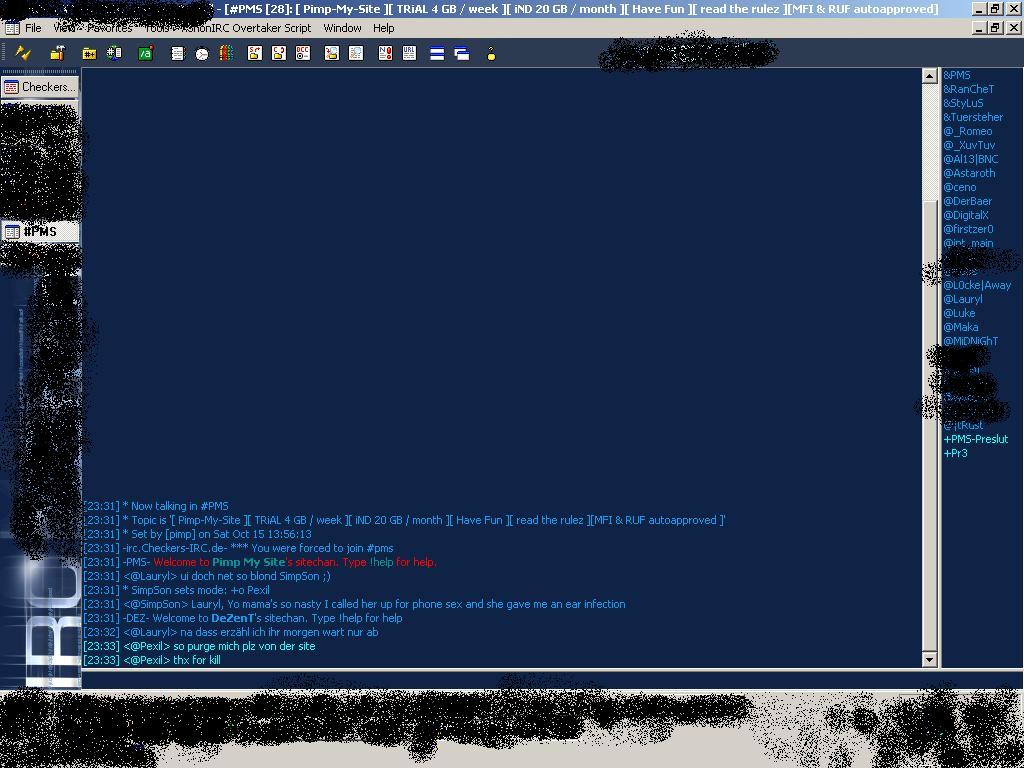 - [#PMS [28]: [ Pimp-My-Site ][ TRiAL 4 GB / week ][ iND 20 GB / month ][ Have Fun ][ read the rulez ][MFI & RUF autoapproved]
File View Favorites Tools XenonIRC Overtaker Script Window Help
Checkers...
#PMS
IRC
[23:31] * Now talking in #PMS
[23:31] * Topic is '[ Pimp-My-Site ][ TRiAL 4 GB / week ][ iND 20 GB / month ][ Have Fun ][ read the rulez ][MFI & RUF autoapproved ]'
[23:31] * Set by [pimp] on Sat Oct 15 13:56:13
[23:31] -irc.Checkers-IRC.de- *** You were forced to join #pms
[23:31] -PMS- Welcome to Pimp My Site's sitechan. Type !help for help.
[23:31] <@Lauryl> ui doch net so blond SimpSon ;)
[23:31] * SimpSon sets mode: +o Pexil
[23:31] <@SimpSon> Lauryl, Yo mama's so nasty I called her up for phone sex and she gave me an ear infection
[23:31] -DEZ- Welcome to DeZenT's sitechan. Type !help for help
[23:32] <@Lauryl> na dass erzähl ich ihr morgen wart nur ab
[23:33] <@Pexil> so purge mich plz von der site
[23:33] <@Pexil> thx for kill
&PMS
&RanCheT
&StyLuS
&Tuersteher
@_Romeo
@_XuvTuv
@Al13|BNC
@Astaroth
@ceno
@DerBaer
@DigitalX
@firstzer0
@int_main
@L0cke|Away
@Lauryl
@Luke
@Maka
@MiDNiGhT
+PMS-Preslut
+Pr3